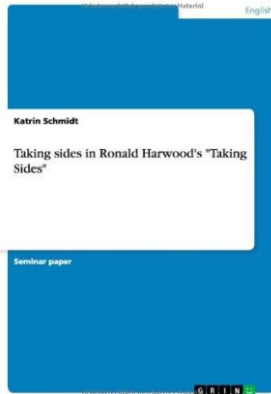 English
Katrin Schmidt
Taking sides in Ronald Harwood's "Taking
Sides"
Seminar paper
GRIN